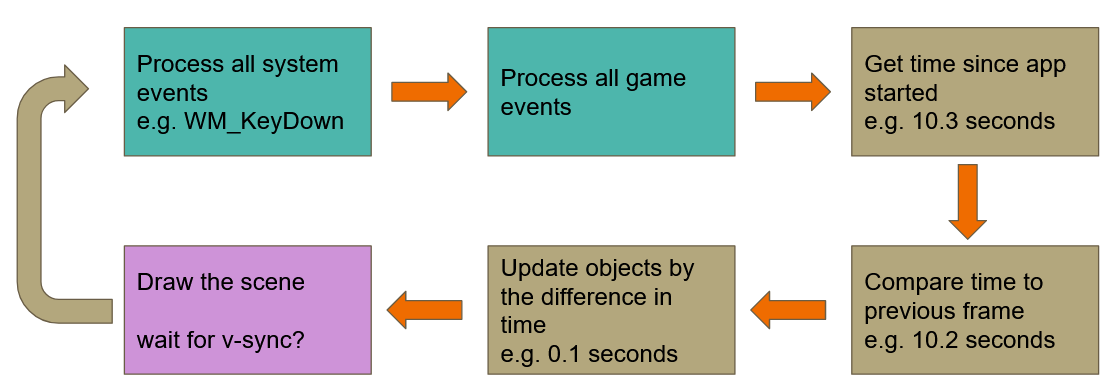 Process all system
events
e.g. WM_KeyDown
Process all game
events
Get time since app
started
e.g. 10.3 seconds
Compare time to
previous frame
e.g. 10.2 seconds
Update objects by
the difference in
time
e.g. 0.1 seconds
Draw the scene
wait for v-sync?